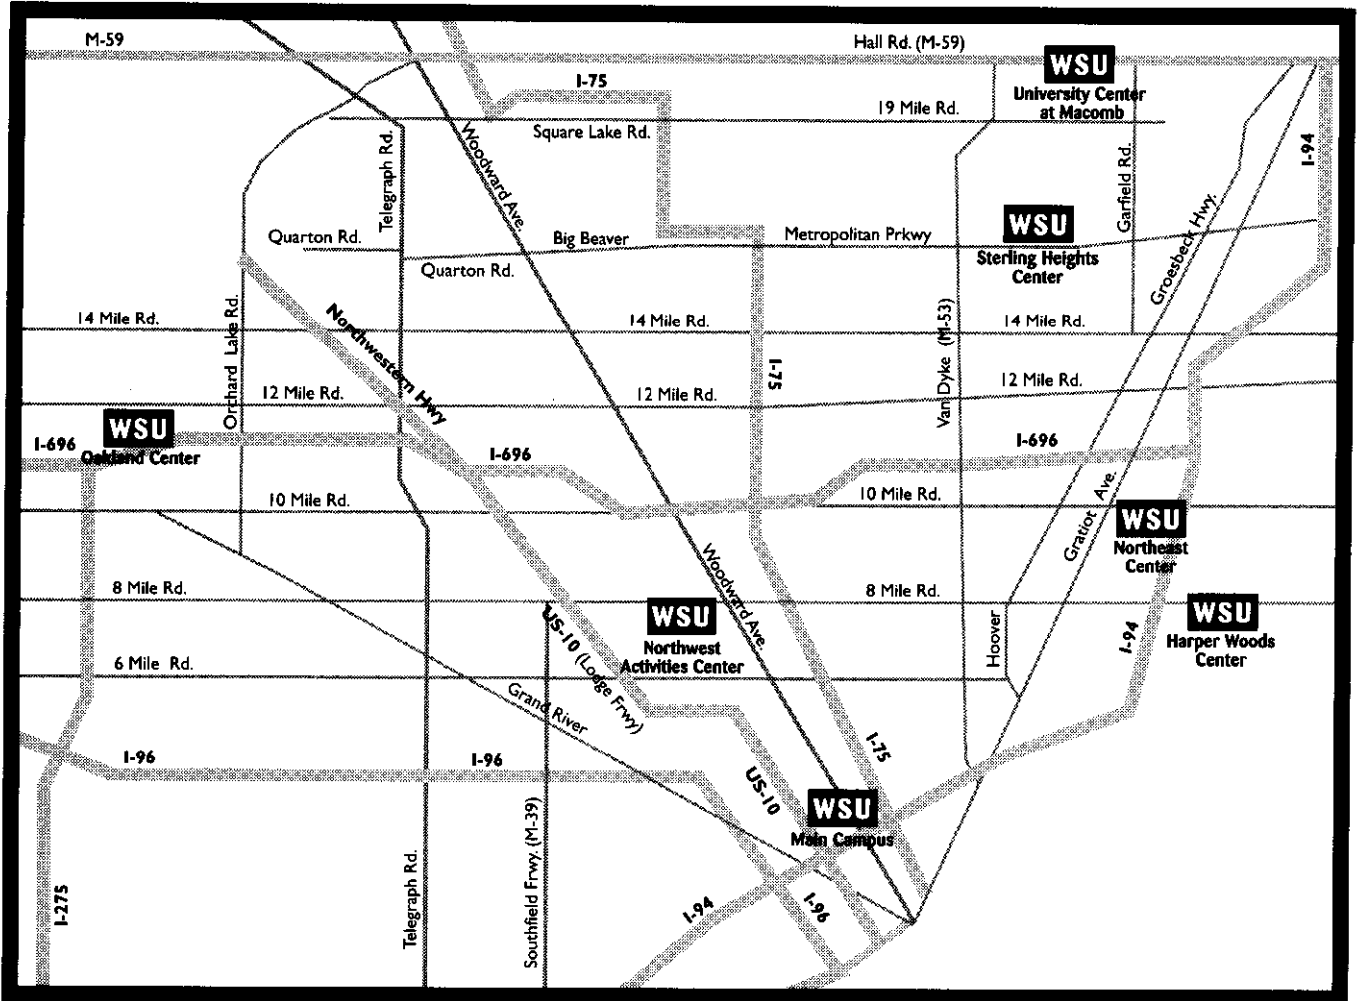 M-59
Hall Rd. (M-59)
WSU
University Center
at Macomb
I-75
19 Mile Rd.
Square Lake Rd.
Woodward Ave.
Telegraph Rd.
Garfield Rd.
I-94
WSU
Sterling Heights
Center
Quarton Rd.
Big Beaver
Metropolitan Prkwy
Quarton Rd.
Groesbeck Hwy.
14 Mile Rd.
Orchard Lake Rd.
Northwestern Hwy
14 Mile Rd.
Van Dyke (M-53)
14 Mile Rd.
I-75
12 Mile Rd.
12 Mile Rd.
12 Mile Rd.
WSU
Oakland Center
I-696
I-696
I-696
10 Mile Rd.
10 Mile Rd.
Gratiot Ave.
WSU
Northeast
Center
8 Mile Rd.
Woodward Ave.
8 Mile Rd.
WSU
Northwest
Activities Center
US-10 (Lodge Frwy)
Hoover
I-94
WSU
Harper Woods
Center
6 Mile Rd.
Grand River
I-96
I-96
I-75
US-10
WSU
Main Campus
Southfield Frwy. (M-39)
Telegraph Rd.
I-275
I-94
I-96